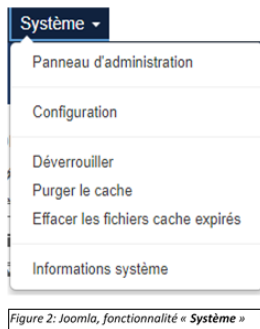 Système
Panneau d'administration
Configuration
Déverrouiller
Purger le cache
Effacer les fichiers cache expirés
Informations système
Figure 2: Joomla, fonctionnalité « Système »